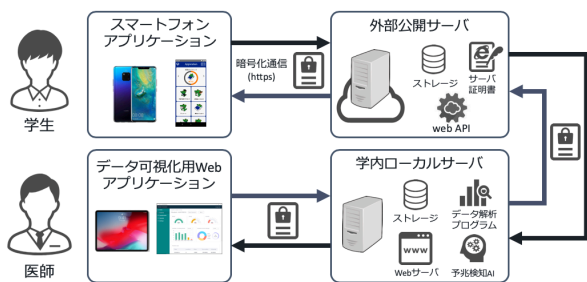 スマートフォン
アプリケーション
学生
暗号化通信
(https)
外部公開サーバ
ストレージ
サーバ
証明書
web API
データ可視化用Web
アプリケーション
医師
学内ローカルサーバ
ストレージ
データ解析
プログラム
www
Webサーバ
予兆検知AI